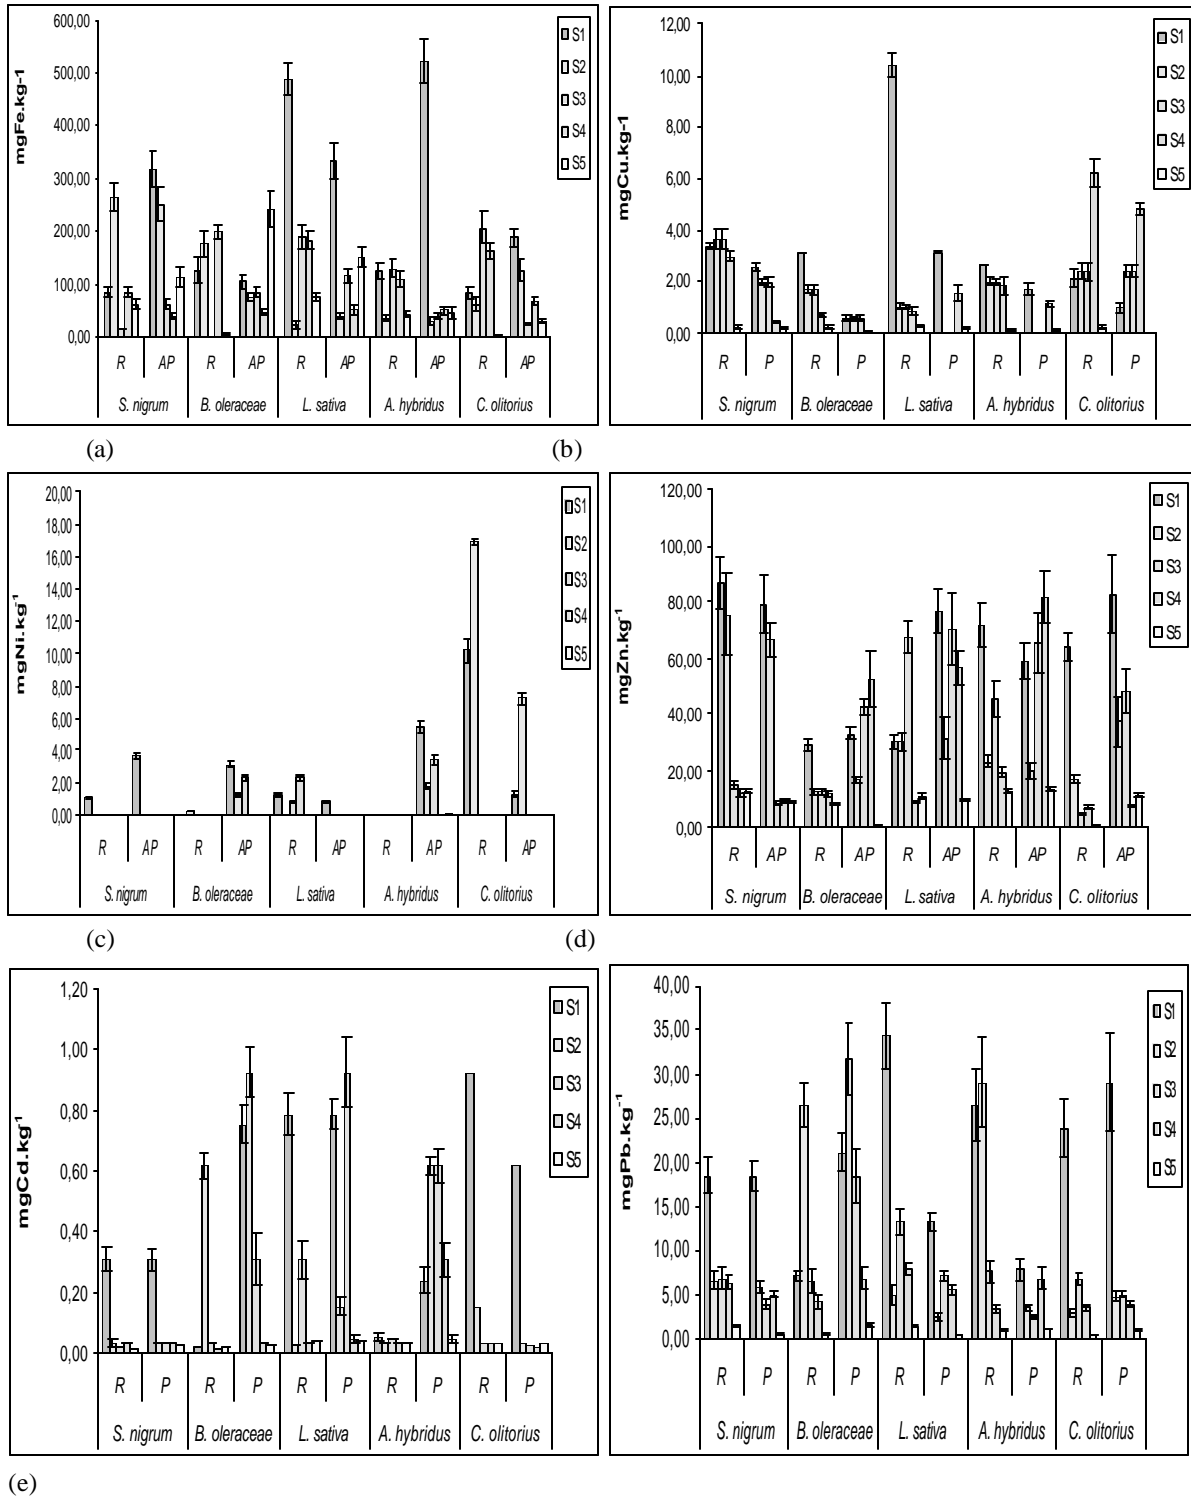 mgFe.kg-1
600,00
500,00
400,00
300,00
200,00
100,00
0,00
S1
S2
S3
S4
S5
R AP R AP R AP R AP R AP
S. nigrum B. oleraceae L. sativa A. hybridus C. olitorius
(a)
mgCu.kg-1
12,00
10,00
8,00
6,00
4,00
2,00
0,00
S1
S2
S3
S4
S5
R P R P R P R P R P
S. nigrum B. oleraceae L. sativa A. hybridus C. olitorius
(b)
mgNi.kg-1
20,00
18,00
16,00
14,00
12,00
10,00
8,00
6,00
4,00
2,00
0,00
S1
S2
S3
S4
S5
R AP R AP R AP R AP R AP
S. nigrum B. oleraceae L. sativa A. hybridus C. olitorius
(c)
mgZn.kg-1
120,00
100,00
80,00
60,00
40,00
20,00
0,00
S1
S2
S3
S4
S5
R AP R AP R AP R AP R AP
S. nigrum B. oleraceae L. sativa A. hybridus C. olitorius
(d)
mgCd.kg-1
1,20
1,00
0,80
0,60
0,40
0,20
0,00
S1
S2
S3
S4
S5
R P R P R P R P R P
S. nigrum B. oleraceae L. sativa A. hybridus C. olitorius
mgPb.kg-1
40,00
35,00
30,00
25,00
20,00
15,00
10,00
5,00
0,00
S1
S2
S3
S4
S5
R P R P R P R P R P
S. nigrum B. oleraceae L. sativa A. hybridus C. olitorius
(e)